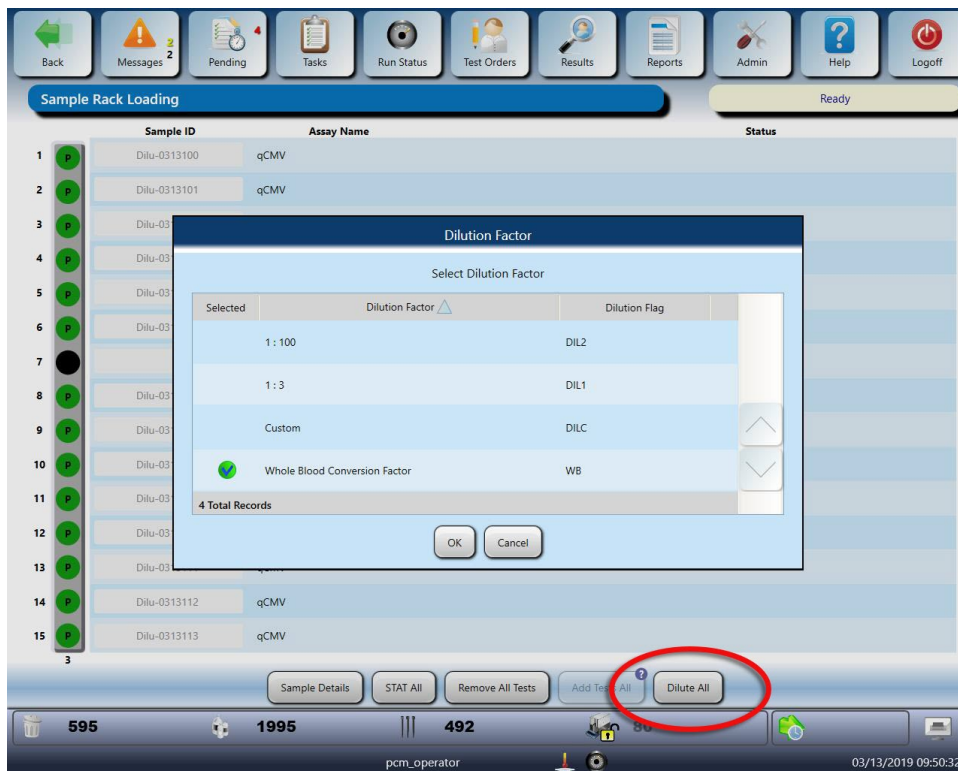 2
4
Back
Messages 2
Pending
Tasks
Run Status
Test Orders
Results
Reports
Admin
? Help
Logoff
Sample Rack Loading
Ready
Sample ID Assay Name Status
1 P Dilu-0313100 qCMV
2 P Dilu-0313101 qCMV
3 P Dilu-03
Dilution Factor
4 P Dilu-03
Select Dilution Factor
5 P Dilu-03
Selected Dilution Factor Dilution Flag
6 P Dilu-03
1 : 100 DIL2
7
8 P Dilu-03
1 : 3 DIL1
9 P Dilu-03
Custom DILC
10 P Dilu-03
Whole Blood Conversion Factor WB
11 P Dilu-03
4 Total Records
12 P Dilu-03
OK Cancel
13 P Dilu-03
14 P Dilu-0313112 qCMV
15 P Dilu-0313113 qCMV
3
Sample Details STAT All Remove All Tests Add All ? Dilute All
595 1995 492
pcm_operator 03/13/2019 09:50:32